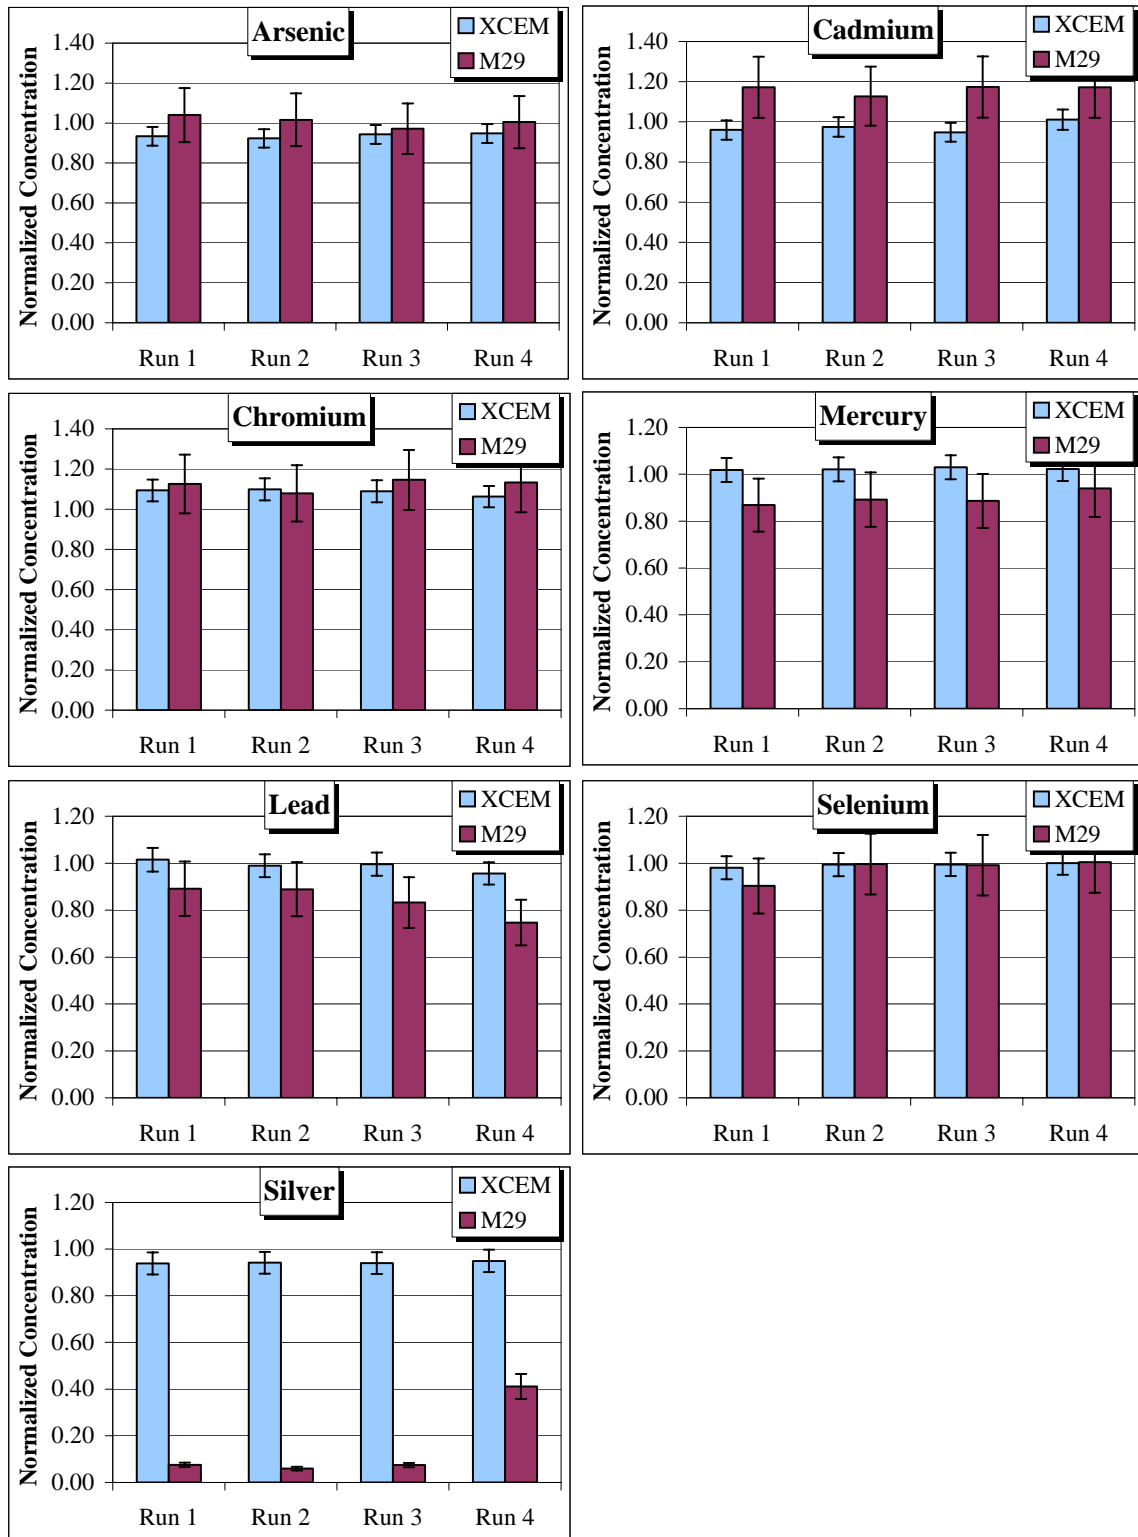 Arsenic
XCEM
M29
Normalized Concentration
1.40
1.20
1.00
0.80
0.60
0.40
0.20
0.00
Run 1 Run 2 Run 3 Run 4
Cadmium
XCEM
M29
Normalized Concentration
1.40
1.20
1.00
0.80
0.60
0.40
0.20
0.00
Run 1 Run 2 Run 3 Run 4
Chromium
XCEM
M29
Normalized Concentration
1.40
1.20
1.00
0.80
0.60
0.40
0.20
0.00
Run 1 Run 2 Run 3 Run 4
Mercury
XCEM
M29
Normalized Concentration
1.20
1.00
0.80
0.60
0.40
0.20
0.00
Run 1 Run 2 Run 3 Run 4
Lead
XCEM
M29
Normalized Concentration
1.20
1.00
0.80
0.60
0.40
0.20
0.00
Run 1 Run 2 Run 3 Run 4
Selenium
XCEM
M29
Normalized Concentration
1.20
1.00
0.80
0.60
0.40
0.20
0.00
Run 1 Run 2 Run 3 Run 4
Silver
XCEM
M29
Normalized Concentration
1.20
1.00
0.80
0.60
0.40
0.20
0.00
Run 1 Run 2 Run 3 Run 4